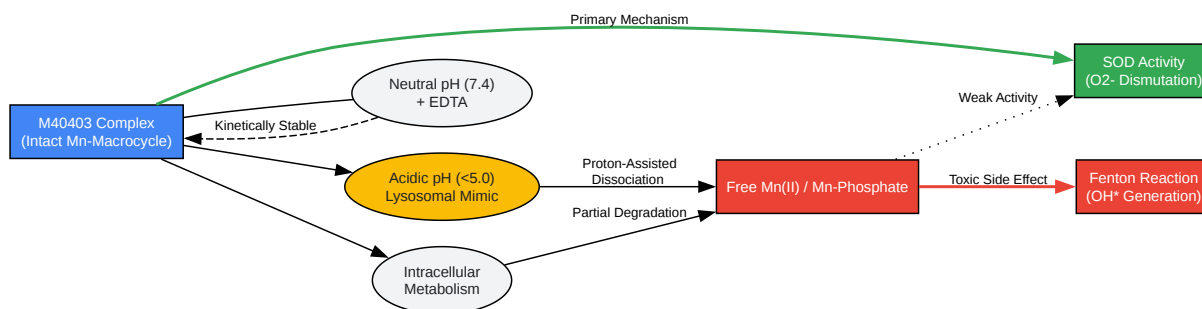 Primary Mechanism
SOD Activity
(O2- Dismutation)
Neutral pH (7.4)
+ EDTA
Weak Activity
M40403 Complex
(Intact Mn-Macrocycle)
Kinetically Stable
Acidic pH (<5.0)
Lysosomal Mimic
Proton-Assisted
Dissociation
Free Mn(II) / Mn-Phosphate
Toxic Side Effect
Fenton Reaction
(OH* Generation)
Partial Degradation
Intracellular
Metabolism